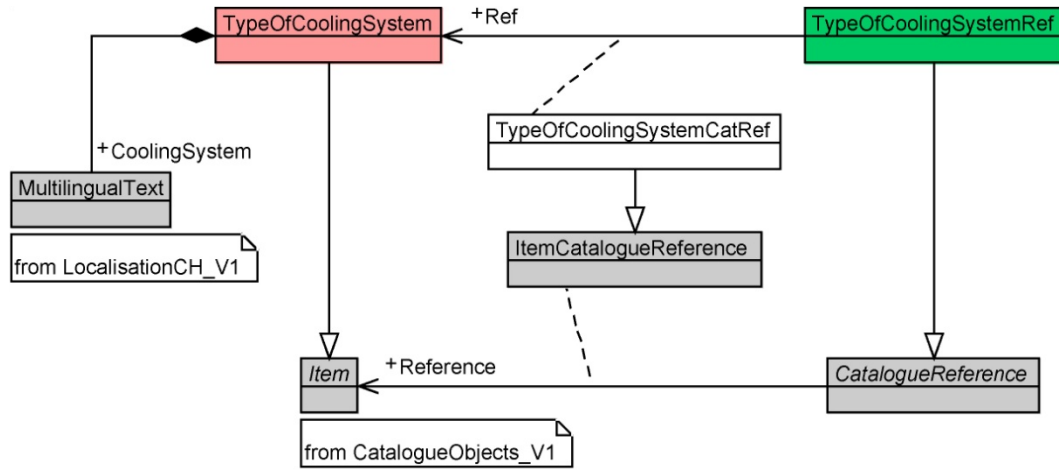 TypeOfCoolingSystem
+Ref
TypeOfCoolingSystemRef
TypeOfCoolingSystemCatRef
+CoolingSystem
MultilingualText
ItemCatalogueReference
from LocalisationCH_V1
Item
+Reference
CatalogueReference
from CatalogueObjects_V1